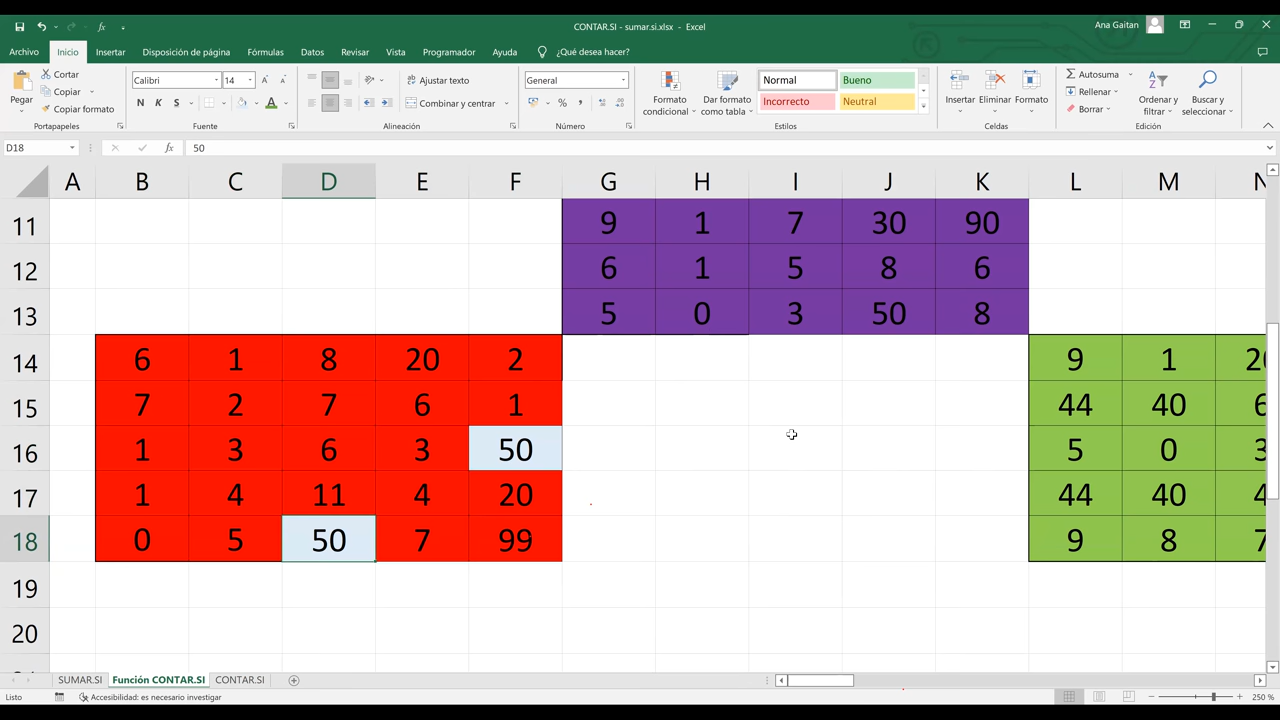 CONTAR.SI - sumar.si.xlsx - Excel
Ana Gaitan
Archivo Inicio Insertar Disposición de página Fórmulas Datos Revisar Vista Programador Ayuda ¿Qué desea hacer?
Pegar
Cortar
Copiar
Copiar formato
Portapapeles
Calibri 14
N K S
Fuente
Ajustar texto
Combinar y centrar
Alineación
General
Número
Formato condicional
Dar formato como tabla
Normal Bueno
Incorrecto Neutral
Estilos
Insertar Eliminar Formato
Celdas
Autosuma
Rellenar
Borrar
Ordenar y filtrar
Buscar y seleccionar
Edición
D18 fx 50
A B C D E F G H I J K L M N
11 9 1 7 30 90
12 6 1 5 8 6
13 5 0 3 50 8
14 6 1 8 20 2 9 1
15 7 2 7 6 1 44 40
16 1 3 6 3 50 5 0
17 1 4 11 4 20 44 40
18 0 5 50 7 99 9 8
19
20
SUMAR.SI Función CONTAR.SI CONTAR.SI
Listo Accesibilidad: es necesario investigar 250 %